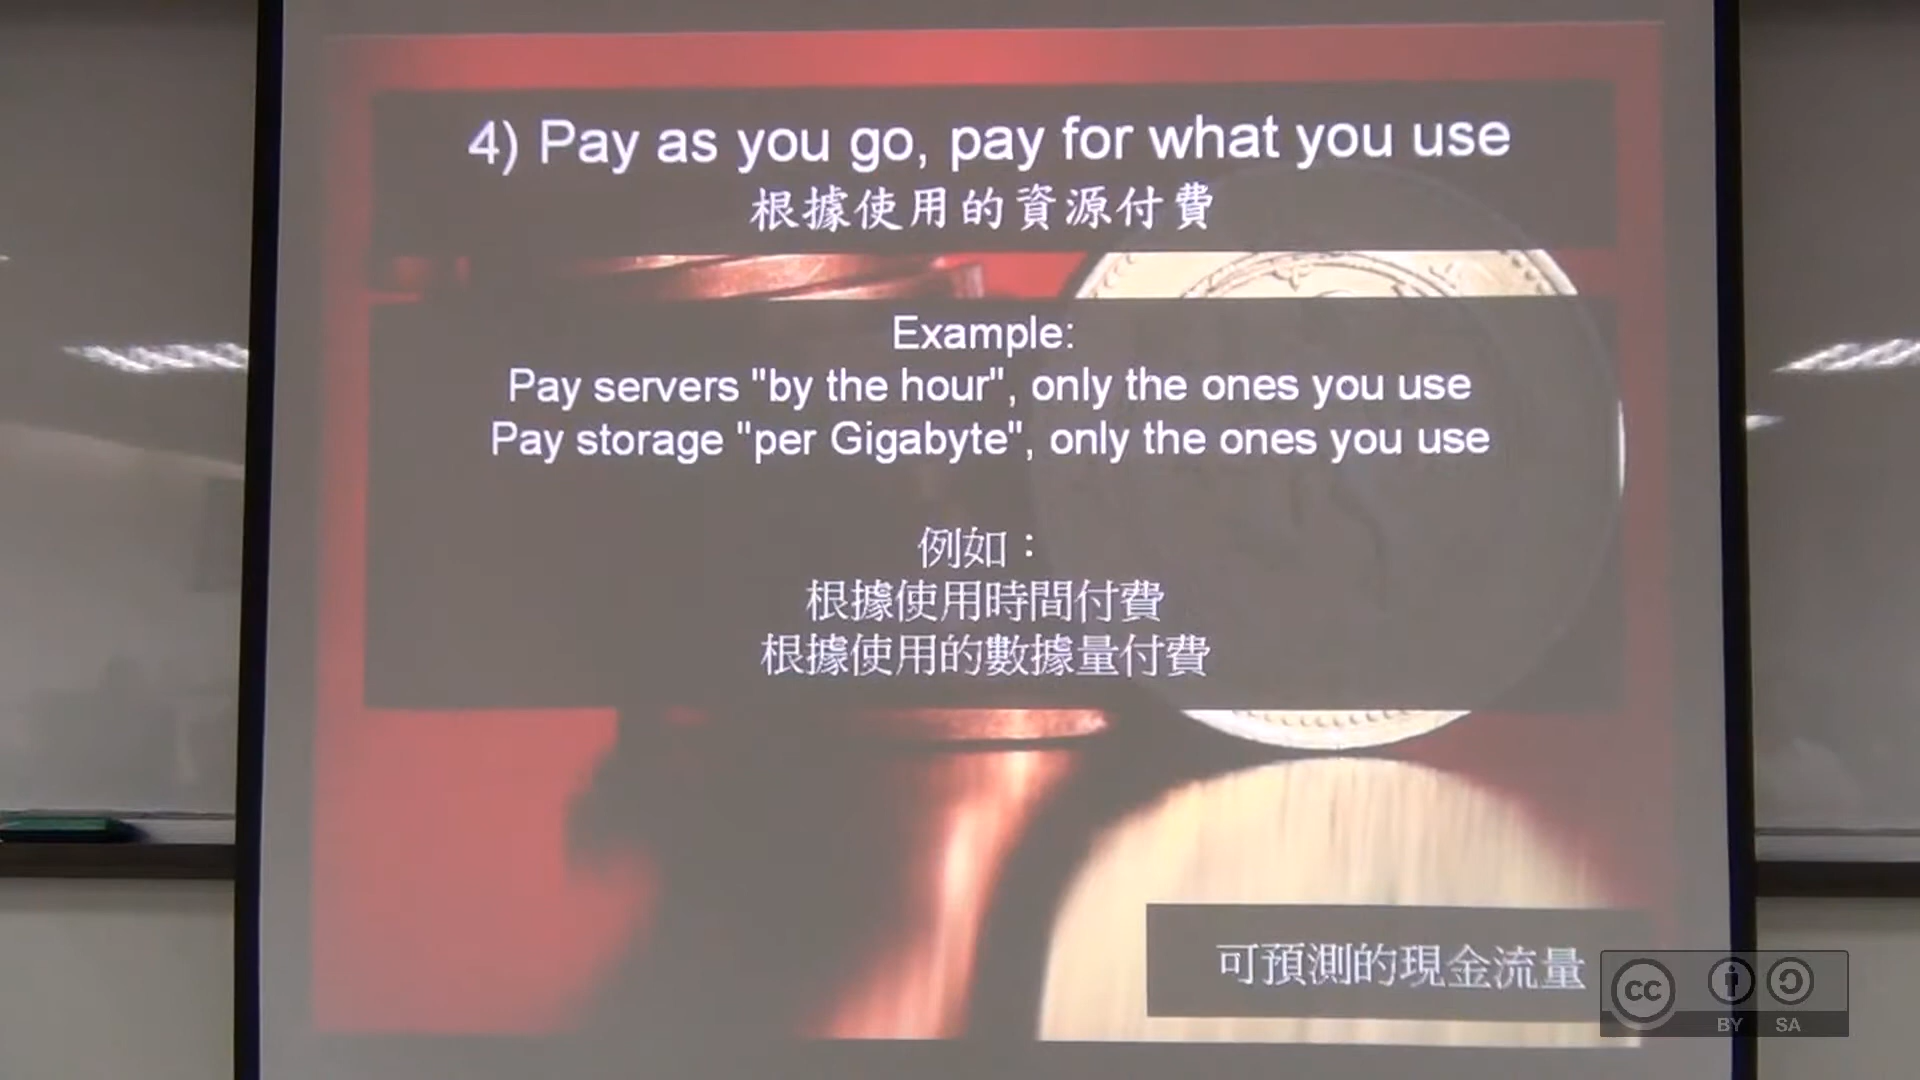 4) Pay as you go, pay for what you use
根據使用的資源付費
Example:
Pay servers "by the hour", only the ones you use
Pay storage "per Gigabyte", only the ones you use
例如：
根據使用時間付費
根據使用的數據量付費
可預測的現金流量
cc
BY SA